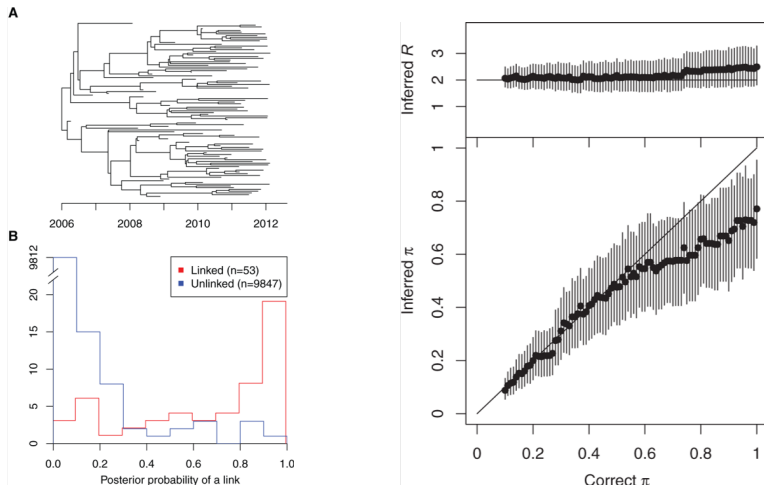 A
2006 2008 2010 2012
B
9812
20
15
10
5
0
Linked (n=53)
Unlinked (n=9847)
0.0 0.2 0.4 0.6 0.8 1.0
Posterior probability of a link
Inferred R
3
2
1
Inferred π
1
0.8
0.6
0.4
0.2
0
0 0.2 0.4 0.6 0.8 1
Correct π